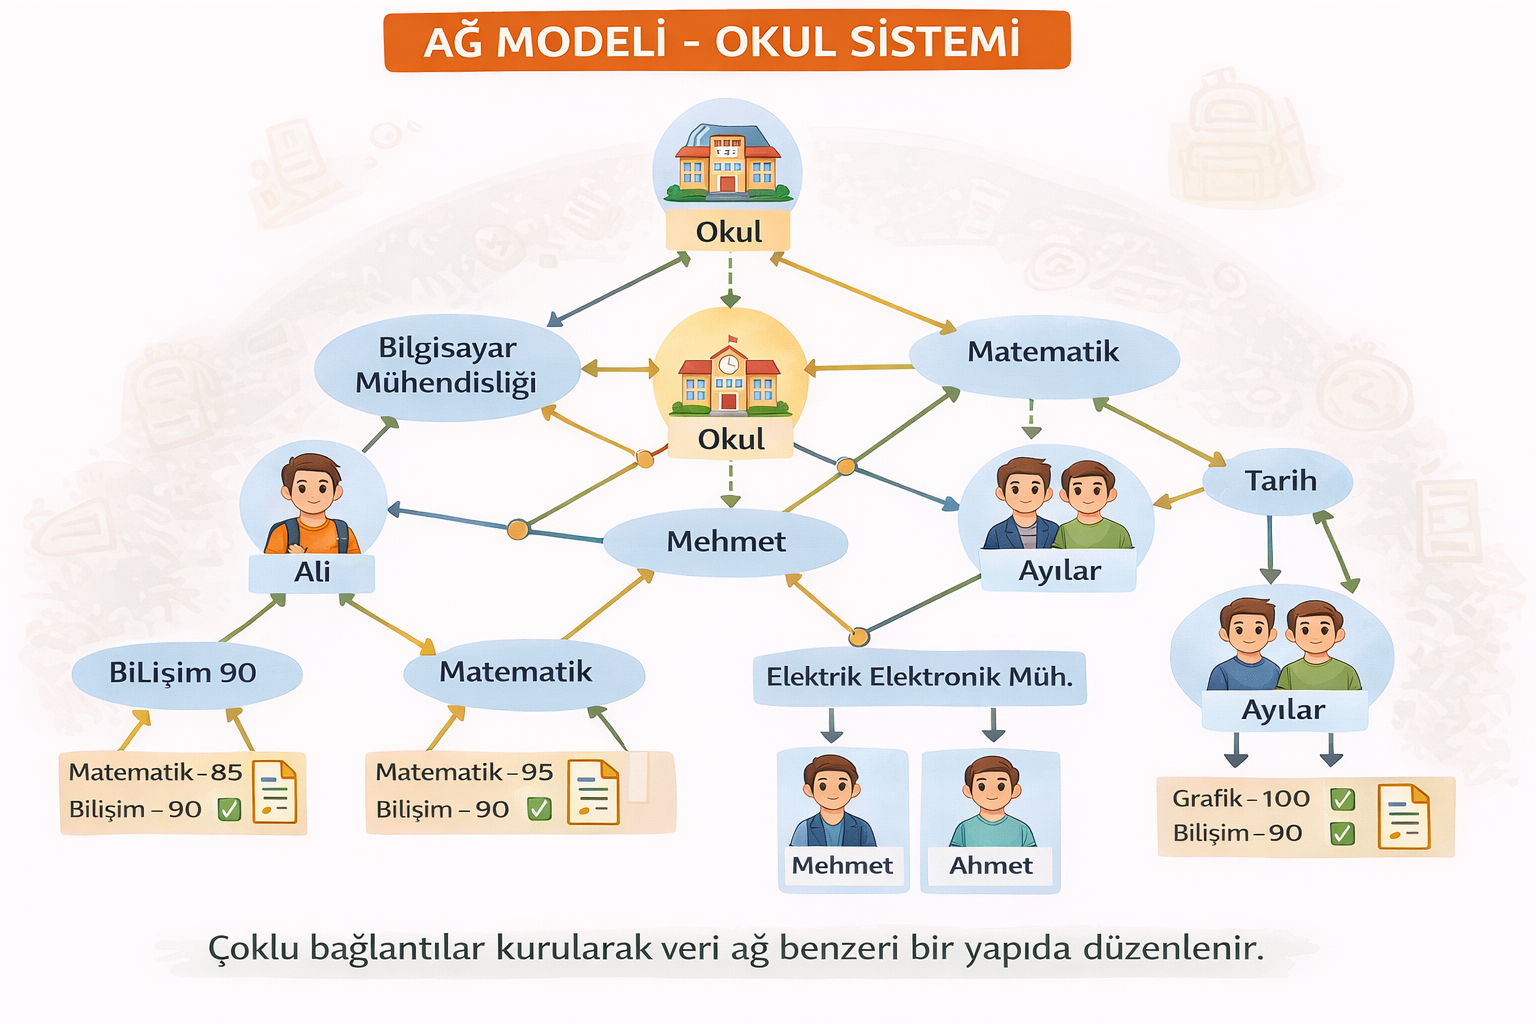 AĞ MODELİ - OKUL SİSTEMİ
Okul
Bilgisayar
Mühendisliği
Matematik
Okul
Tarih
Mehmet
Ali
Ayılar
BiLişim 90
Matematik
Elektrik Elektronik Müh.
Ayılar
Matematik - 85
Bilişim - 90
Matematik - 95
Bilişim - 90
Mehmet
Ahmet
Grafik - 100
Bilişim - 90
Çoklu bağlantılar kurularak veri ağ benzeri bir yapıda düzenlenir.